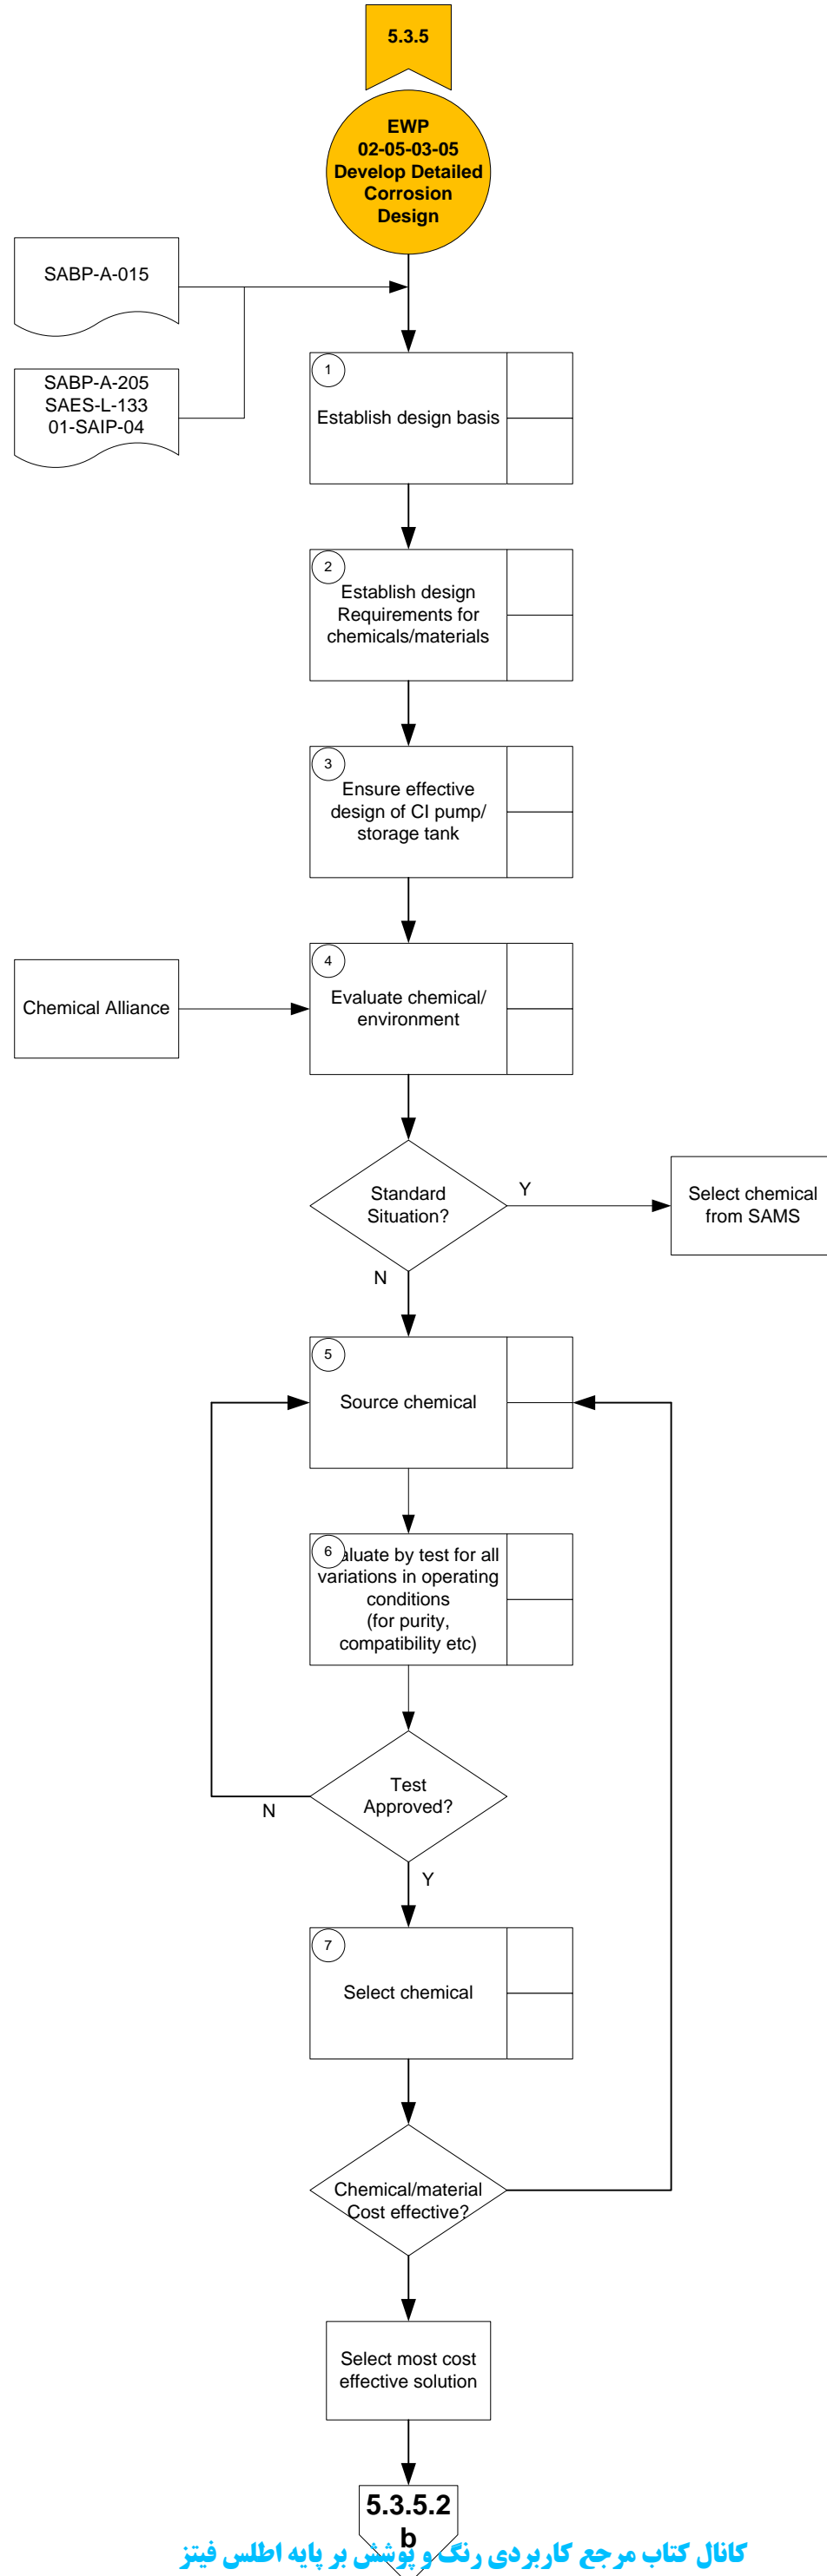 5.3.5
EWP
02-05-03-05
Develop Detailed
Corrosion
Design
SABP-A-015
SABP-A-205
SAES-L-133
01-SAIP-04
1
Establish design basis
2
Establish design
Requirements for
chemicals/materials
3
Ensure effective
design of CI pump/
storage tank
Chemical Alliance
4
Evaluate chemical/
environment
Standard
Situation?
Y
Select chemical
from SAMS
N
5
Source chemical
6
aluate by test for all
variations in operating
conditions
(for purity,
compatibility etc)
Test
Approved?
N
Y
7
Select chemical
Chemical/material
Cost effective?
Select most cost
effective solution
5.3.5.2
b
کانال کتاب مرجع کاربردی رنگ و پوشش بر پایه اطلس فیتز